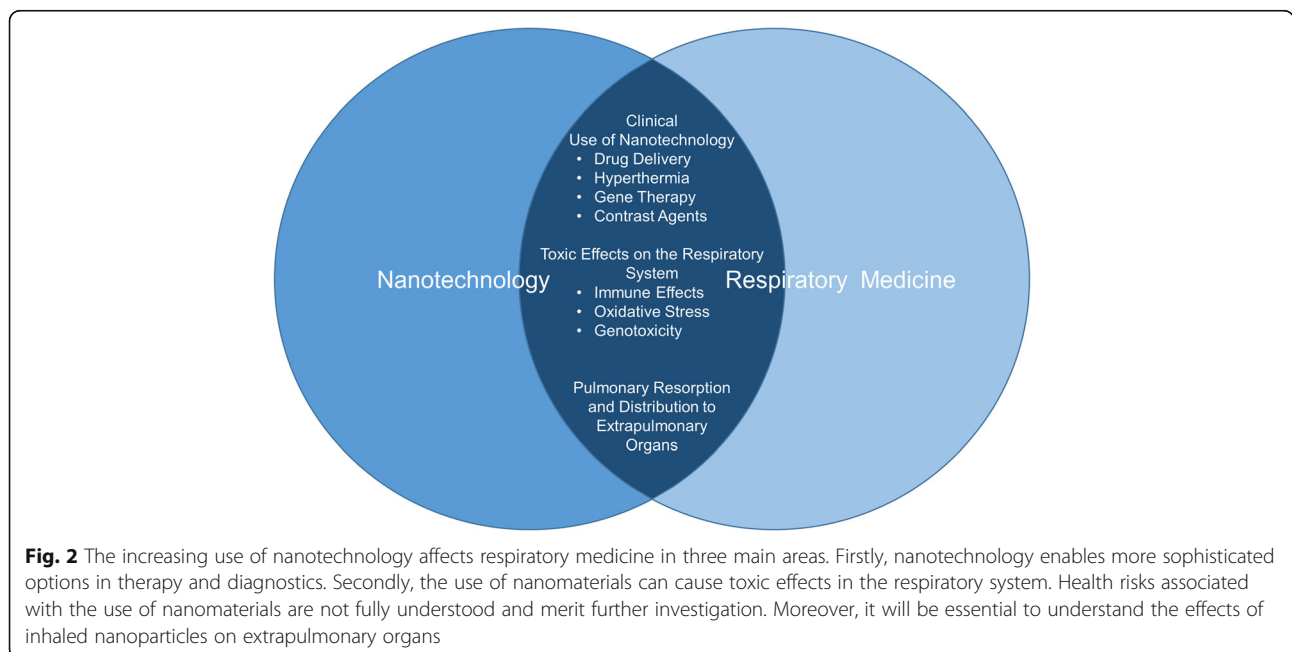 Clinical
Use of Nanotechnology
• Drug Delivery
• Hyperthermia
• Gene Therapy
• Contrast Agents
Toxic Effects on the Respiratory
System
• Immune Effects
• Oxidative Stress
• Genotoxicity
Nanotechnology
Respiratory Medicine
Pulmonary Resorption
and Distribution to
Extrapulmonary
Organs
Fig. 2 The increasing use of nanotechnology affects respiratory medicine in three main areas. Firstly, nanotechnology enables more sophisticated
options in therapy and diagnostics. Secondly, the use of nanomaterials can cause toxic effects in the respiratory system. Health risks associated
with the use of nanomaterials are not fully understood and merit further investigation. Moreover, it will be essential to understand the effects of
inhaled nanoparticles on extrapulmonary organs